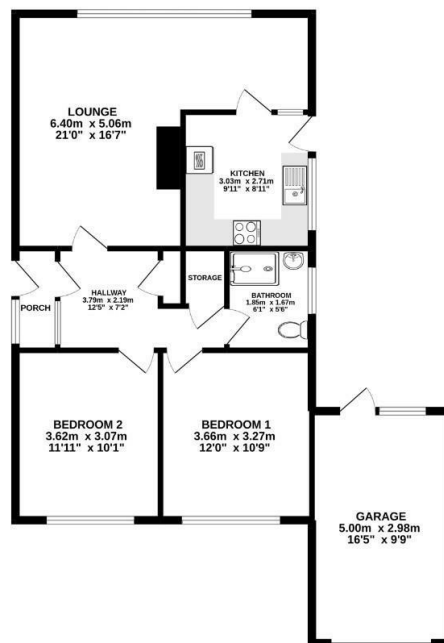 LOUNGE
6.40m x 5.06m
21'0" x 16'7"
KITCHEN
3.03m x 2.71m
9'11" x 8'11"
HALLWAY
3.79m x 2.19m
12'5" x 7'2"
STORAGE
PORCH
BATHROOM
1.85m x 1.67m
6'1" x 5'6"
BEDROOM 2
3.62m x 3.07m
11'11" x 10'1"
BEDROOM 1
3.66m x 3.27m
12'0" x 10'9"
GARAGE
5.00m x 2.98m
16'5" x 9'9"